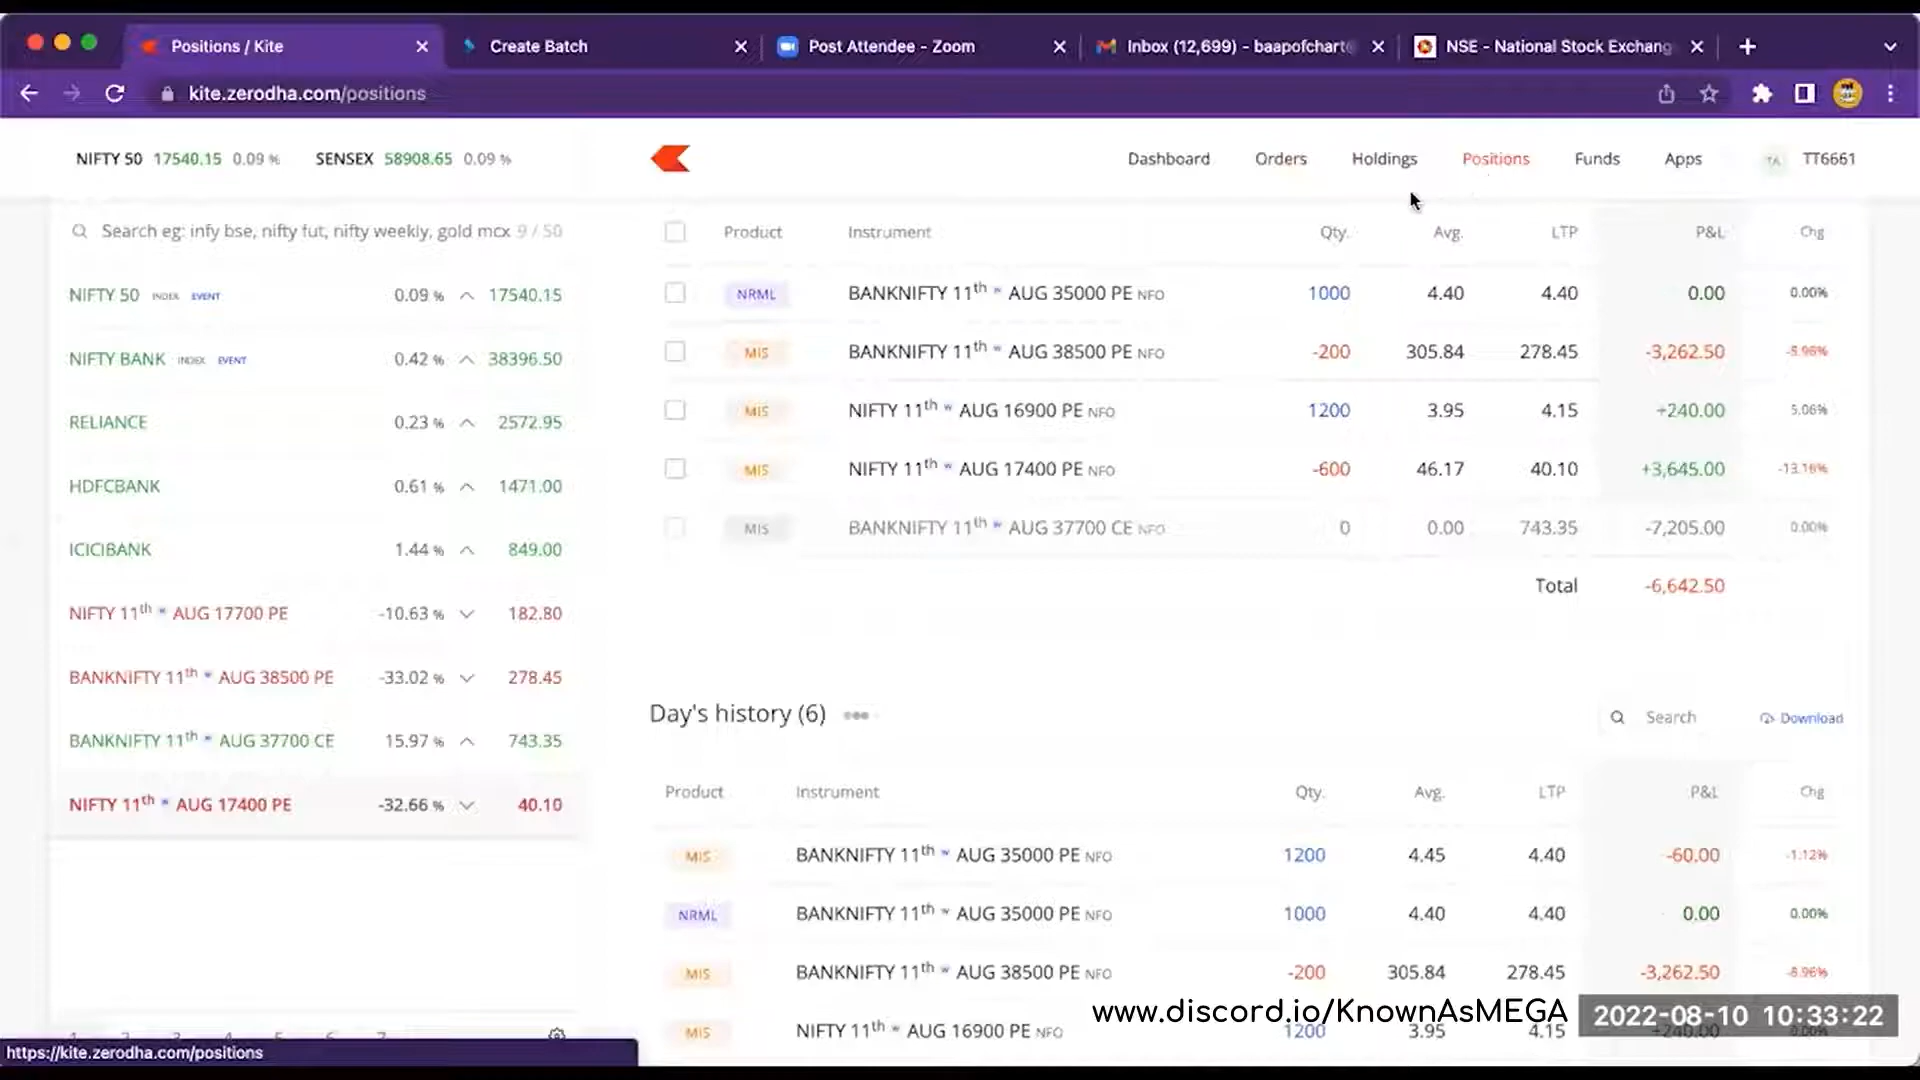 Positions / Kite
Create Batch
Post Attendee - Zoom
Inbox (12,699) - baapofchart
NSE - National Stock Exchang
kite.zerodha.com/positions
NIFTY 50 17540.15 0.09 % SENSEX 58908.65 0.09 %
Dashboard Orders Holdings Positions Funds Apps TA TT6661
Search eg: infy bse, nifty fut, nifty weekly, gold mcx 9 / 50
NIFTY 50 INDEX EVENT 0.09 % 17540.15
NIFTY BANK INDEX EVENT 0.42 % 38396.50
RELIANCE 0.23 % 2572.95
HDFCBANK 0.61 % 1471.00
ICICIBANK 1.44 % 849.00
NIFTY 11th w AUG 17700 PE -10.63 % 182.80
BANKNIFTY 11th w AUG 38500 PE -33.02 % 278.45
BANKNIFTY 11th w AUG 37700 CE 15.97 % 743.35
NIFTY 11th w AUG 17400 PE -32.66 % 40.10
Product Instrument Qty. Avg. LTP P&L Chg
NRML BANKNIFTY 11th w AUG 35000 PE NFO 1000 4.40 4.40 0.00 0.00%
MIS BANKNIFTY 11th w AUG 38500 PE NFO -200 305.84 278.45 -3,262.50
MIS NIFTY 11th w AUG 16900 PE NFO 1200 3.95 4.15 +240.00 5.06%
MIS NIFTY 11th w AUG 17400 PE NFO -600 46.17 40.10 +3,645.00 -13.16%
MIS BANKNIFTY 11th w AUG 37700 CE NFO 0 0.00 743.35 -7,205.00 0.00%
Total -6,642.50
Day's history (6)
Search
Download
Product Instrument Qty. Avg. LTP P&L Chg
MIS BANKNIFTY 11th w AUG 35000 PE NFO 1200 4.45 4.40 -60.00 -1.12%
NRML BANKNIFTY 11th w AUG 35000 PE NFO 1000 4.40 4.40 0.00 0.00%
MIS BANKNIFTY 11th w AUG 38500 PE NFO -200 305.84 278.45 -3,262.50
MIS NIFTY 11th w AUG 16900 PE NFO 1200 3.95 4.15
www.discord.io/KnownAsMEGA
2022-08-10 10:33:22
https://kite.zerodha.com/positions